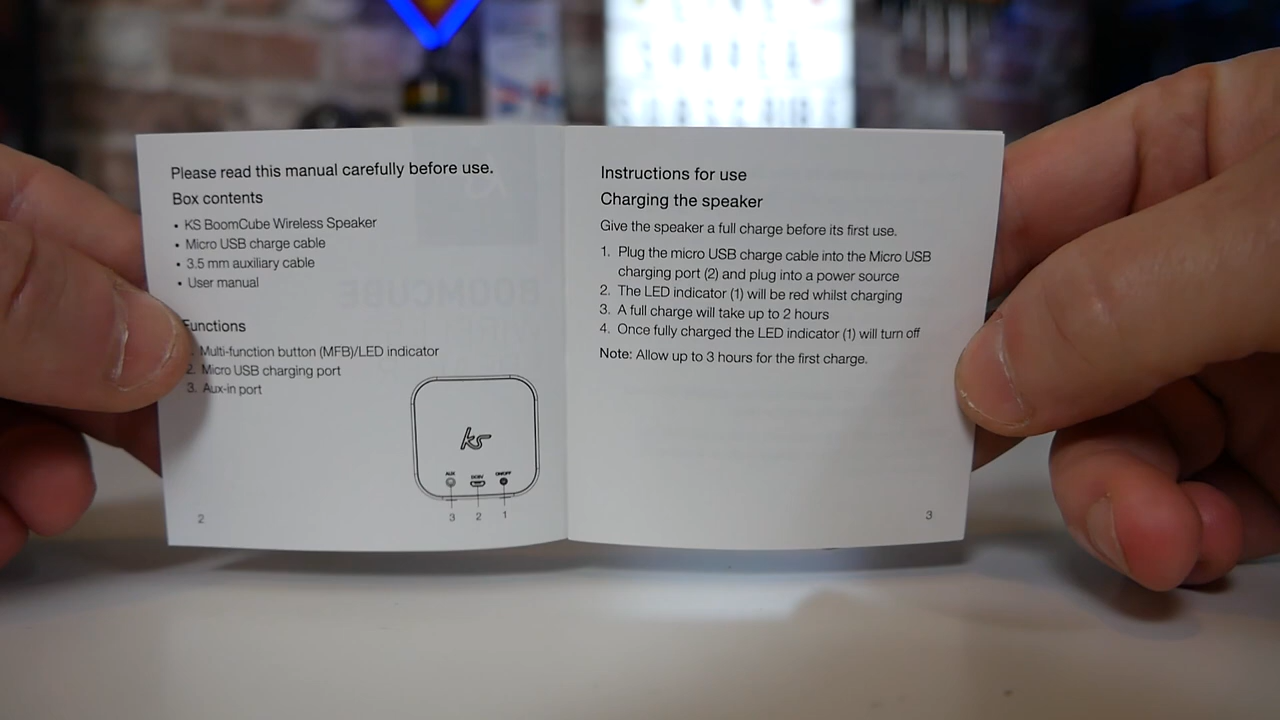 Please read this manual carefully before use.
Box contents
• KS BoomCube Wireless Speaker
• Micro USB charge cable
• 3.5 mm auxiliary cable
• User manual
Functions
1. Multi-function button (MFB)/LED indicator
2. Micro USB charging port
3. Aux-in port
ks
AUX DC5V ON/OFF
3 2 1
2
Instructions for use
Charging the speaker
Give the speaker a full charge before its first use.
1. Plug the micro USB charge cable into the Micro USB
charging port (2) and plug into a power source
2. The LED indicator (1) will be red whilst charging
3. A full charge will take up to 2 hours
4. Once fully charged the LED indicator (1) will turn off
Note: Allow up to 3 hours for the first charge.
3